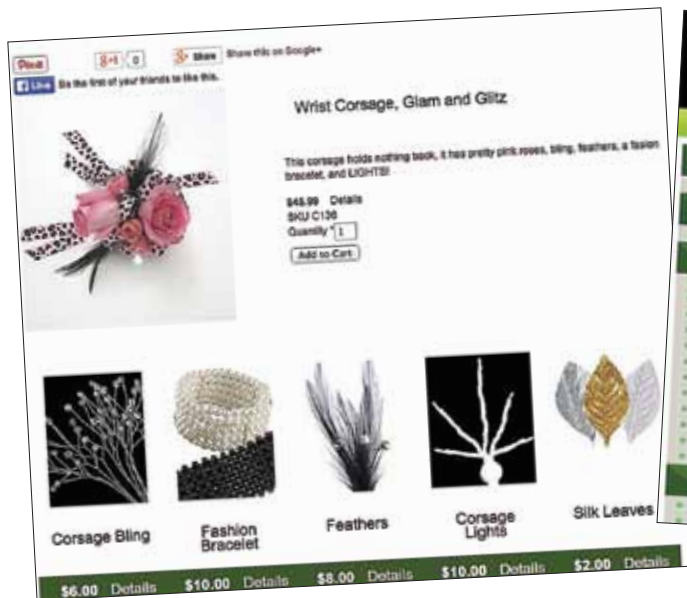 Pin it
g+1 0 g+ Share Share this on Google+
Like Be the first of your friends to like this.
Wrist Corsage, Glam and Glitz
This corsage holds nothing back, it has pretty pink roses, bling, feathers, a fasion
bracelet, and LIGHTS!
Details
SKU C136
Quantity * 1
Add to Cart
Corsage Bling
Fashion
Bracelet
Feathers
Corsage
Lights
Silk Leaves
$6.00 Details $10.00 Details $8.00 Details $10.00 Details $2.00 Details